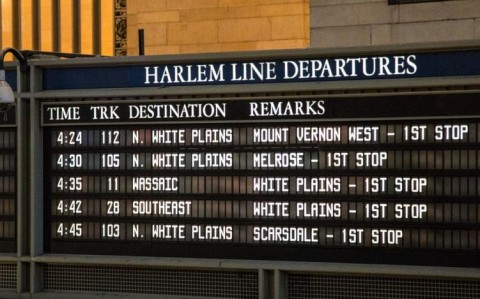 HARLEM LINE DEPARTURES
TIME TRK DESTINATION REMARKS
4:24 112 N. WHITE PLAINS MOUNT VERNON WEST - 1ST STOP
4:30 105 N. WHITE PLAINS MELROSE - 1ST STOP
4:35 11 WASSAIC WHITE PLAINS - 1ST STOP
4:42 28 SOUTHEAST WHITE PLAINS - 1ST STOP
4:45 103 N. WHITE PLAINS SCARSDALE - 1ST STOP